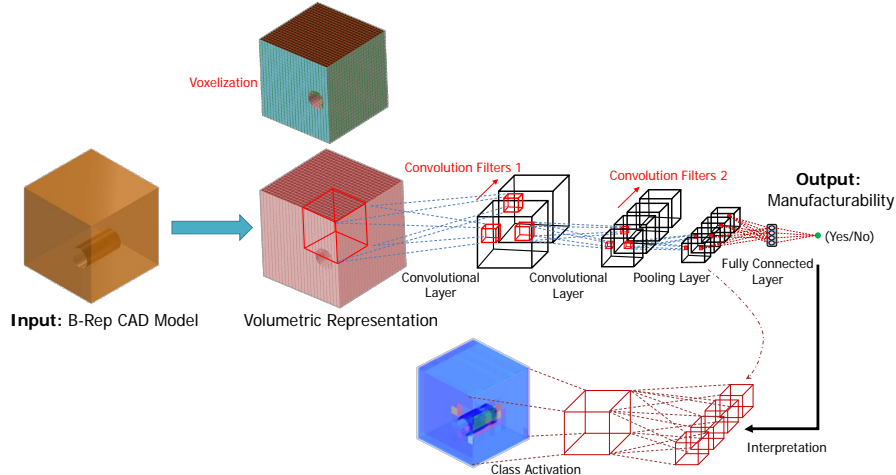 Voxelization
Convolution Filters 1
Convolution Filters 2
Output:
Manufacturability
(Yes/No)
Convolutional
Layer
Convolutional
Layer
Pooling Layer
Fully Connected
Layer
Input: B-Rep CAD Model
Volumetric Representation
Interpretation
Class Activation